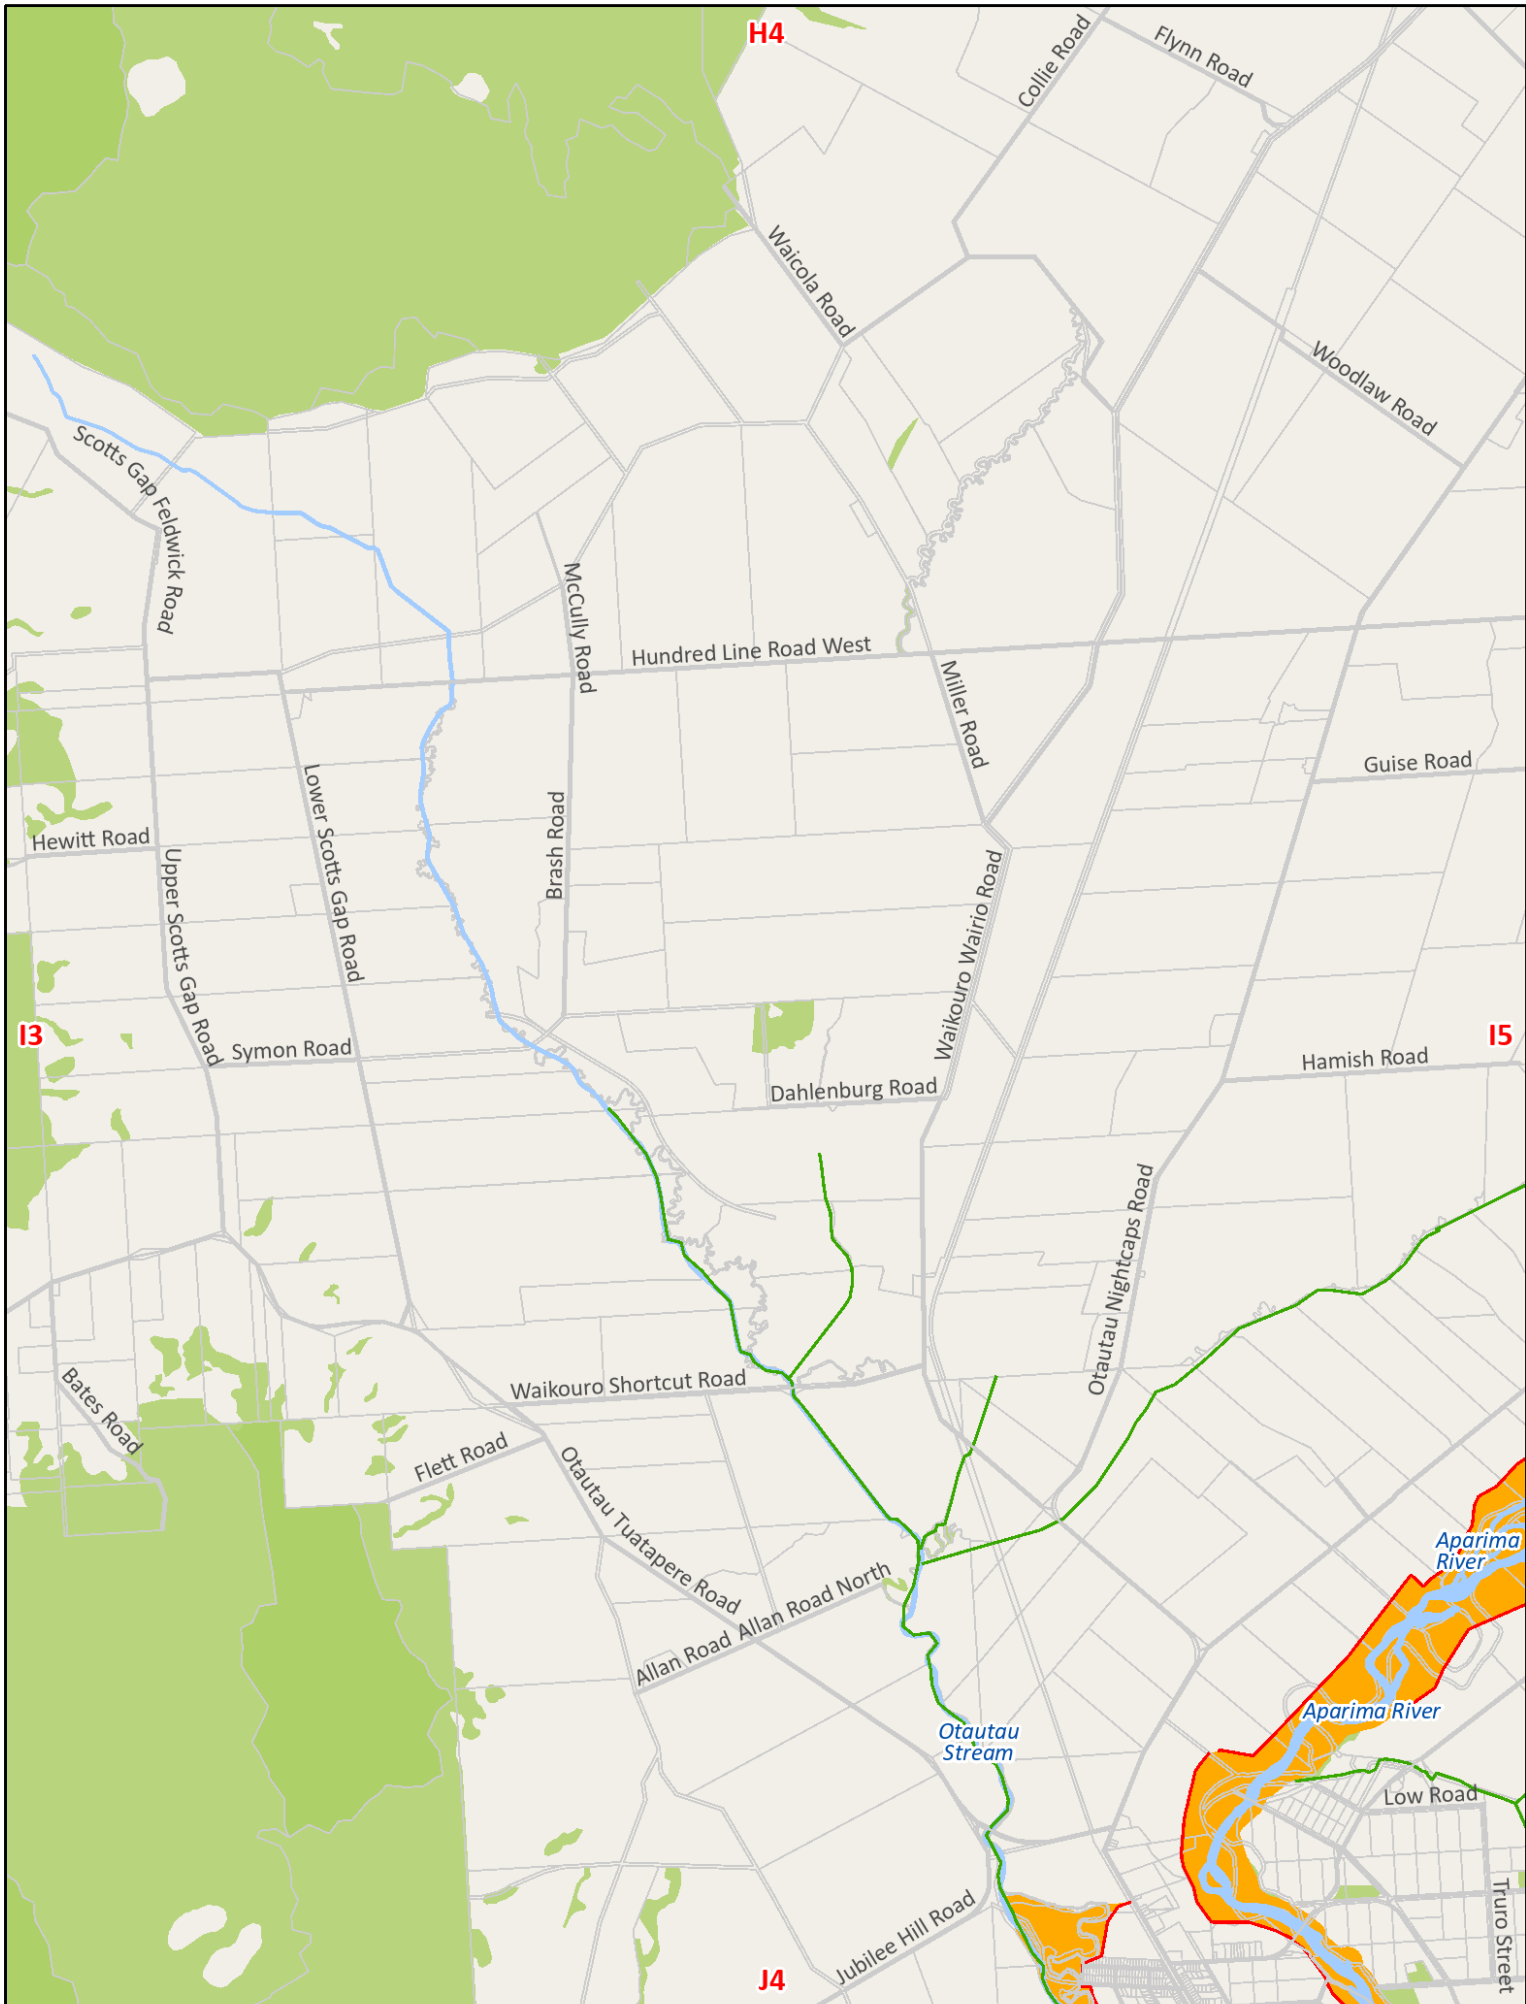 H4
Collie Road
Flynn Road
Waicola Road
Woodlaw Road
Scotts Gap Feldwick Road
McCully Road
Hundred Line Road West
Miller Road
Guise Road
Lower Scotts Gap Road
Brash Road
Hewitt Road
Upper Scotts Gap Road
Waikouro Wairio Road
I3
I5
Symon Road
Hamish Road
Dahlenburg Road
Otautau Nightcaps Road
Bates Road
Waikouro Shortcut Road
Flett Road
Otautau Tuatapere Road
Aparima
River
Allan Road North
Allan Road
Aparima River
Otautau
Stream
Low Road
Truro Street
Jubilee Hill Road
J4